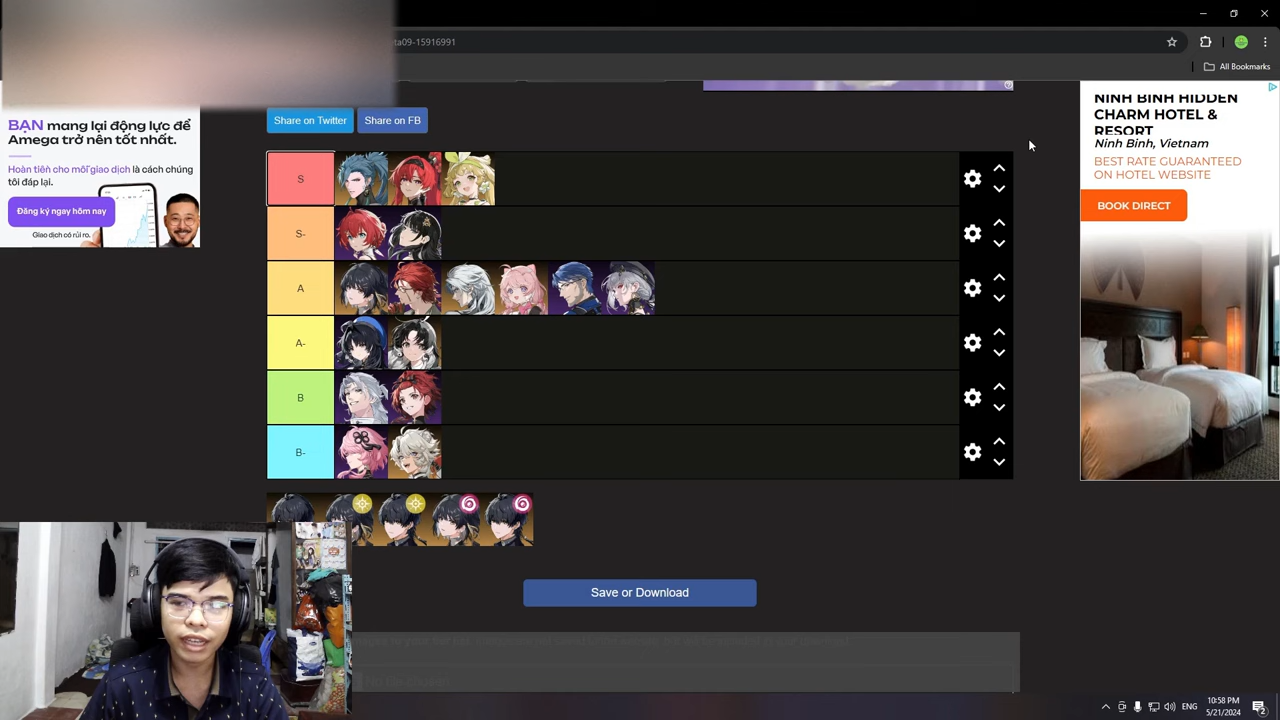 ta09-15916991
All Bookmarks
BẠN mang lại động lực để
Amega trở nên tốt nhất.
Hoàn tiền cho mỗi giao dịch là cách chúng
tôi đáp lại.
Đăng ký ngay hôm nay
Giao dịch có rủi ro.
Share on Twitter
Share on FB
S
S-
A
A-
B
B-
Save or Download
NINH BINH HIDDEN
CHARM HOTEL &
RESORT
Ninh Binh, Vietnam
BEST RATE GUARANTEED
ON HOTEL WEBSITE
BOOK DIRECT
ENG
10:58 PM
5/21/2024
2